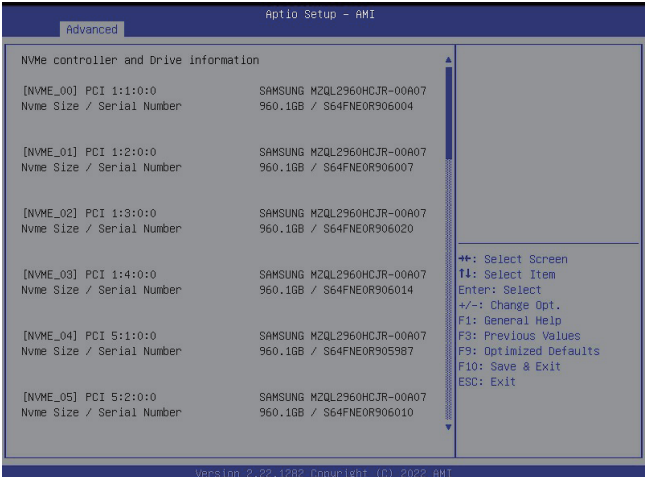 Aptio Setup – AMI
Advanced
NVMe controller and Drive information
[NVME_00] PCI 1:1:0:0 SAMSUNG MZQL2960HCJR-00A07
Nvme Size / Serial Number 960.1GB / S64FNE0R906004
[NVME_01] PCI 1:2:0:0 SAMSUNG MZQL2960HCJR-00A07
Nvme Size / Serial Number 960.1GB / S64FNE0R906007
[NVME_02] PCI 1:3:0:0 SAMSUNG MZQL2960HCJR-00A07
Nvme Size / Serial Number 960.1GB / S64FNE0R906020
[NVME_03] PCI 1:4:0:0 SAMSUNG MZQL2960HCJR-00A07
Nvme Size / Serial Number 960.1GB / S64FNE0R906014
[NVME_04] PCI 5:1:0:0 SAMSUNG MZQL2960HCJR-00A07
Nvme Size / Serial Number 960.1GB / S64FNE0R905987
[NVME_05] PCI 5:2:0:0 SAMSUNG MZQL2960HCJR-00A07
Nvme Size / Serial Number 960.1GB / S64FNE0R906010
→←: Select Screen
↑↓: Select Item
Enter: Select
+/-: Change Opt.
F1: General Help
F3: Previous Values
F9: Optimized Defaults
F10: Save & Exit
ESC: Exit
Version 2.22.1282 Copyright (C) 2022 AMI